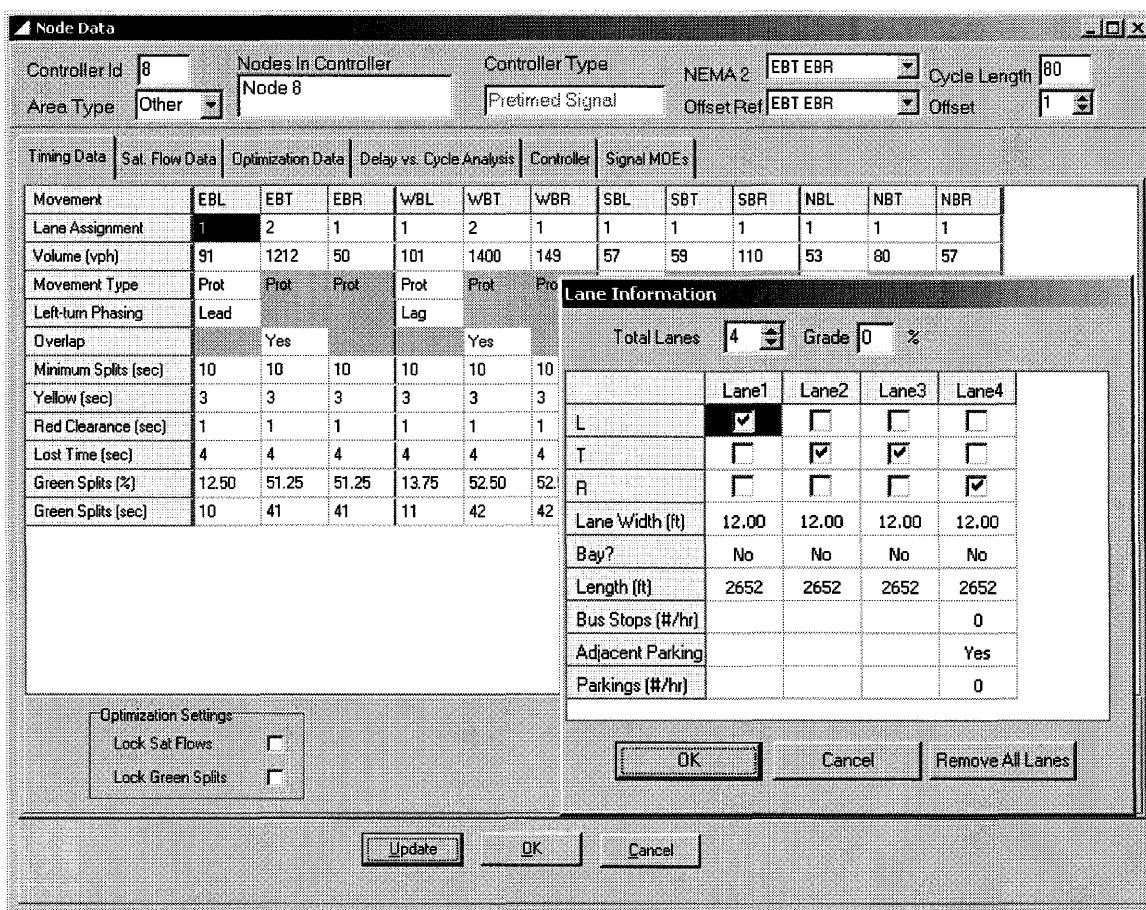 Node Data
Controller Id 8 Nodes In Controller Controller Type NEMA 2 EBT EBR Cycle Length 80
Node 8
Area Type Other Pretimed Signal Offset Ref EBT EBR Offset 1
Timing Data Sat. Flow Data Optimization Data Delay vs. Cycle Analysis Controller Signal MOEs
Movement EBL EBT EBR WBL WBT WBR SBL SBT SBR NBL NBT NBR
Lane Assignment 1 2 1 1 2 1 1 1 1 1 1 1
Volume (vph) 91 1212 50 101 1400 149 57 59 110 53 80 57
Movement Type Prot Prot Prot Prot Prot Pro
Left-turn Phasing Lead Lag
Overlap Yes Yes
Minimum Splits (sec) 10 10 10 10 10 10
Yellow (sec) 3 3 3 3 3 3
Red Clearance (sec) 1 1 1 1 1 1
Lost Time (sec) 4 4 4 4 4 4
Green Splits (%) 12.50 51.25 51.25 13.75 52.50 52.
Green Splits (sec) 10 41 41 11 42 42
Lane Information
Total Lanes 4 Grade 0 %
Lane1 Lane2 Lane3 Lane4
L
T
R
Lane Width (ft) 12.00 12.00 12.00 12.00
Bay? No No No No
Length (ft) 2652 2652 2652 2652
Bus Stops (#/hr) 0
Adjacent Parking Yes
Parkings (#/hr) 0
OK Cancel Remove All Lanes
Optimization Settings
Lock Sat Flows
Lock Green Splits
Update OK Cancel